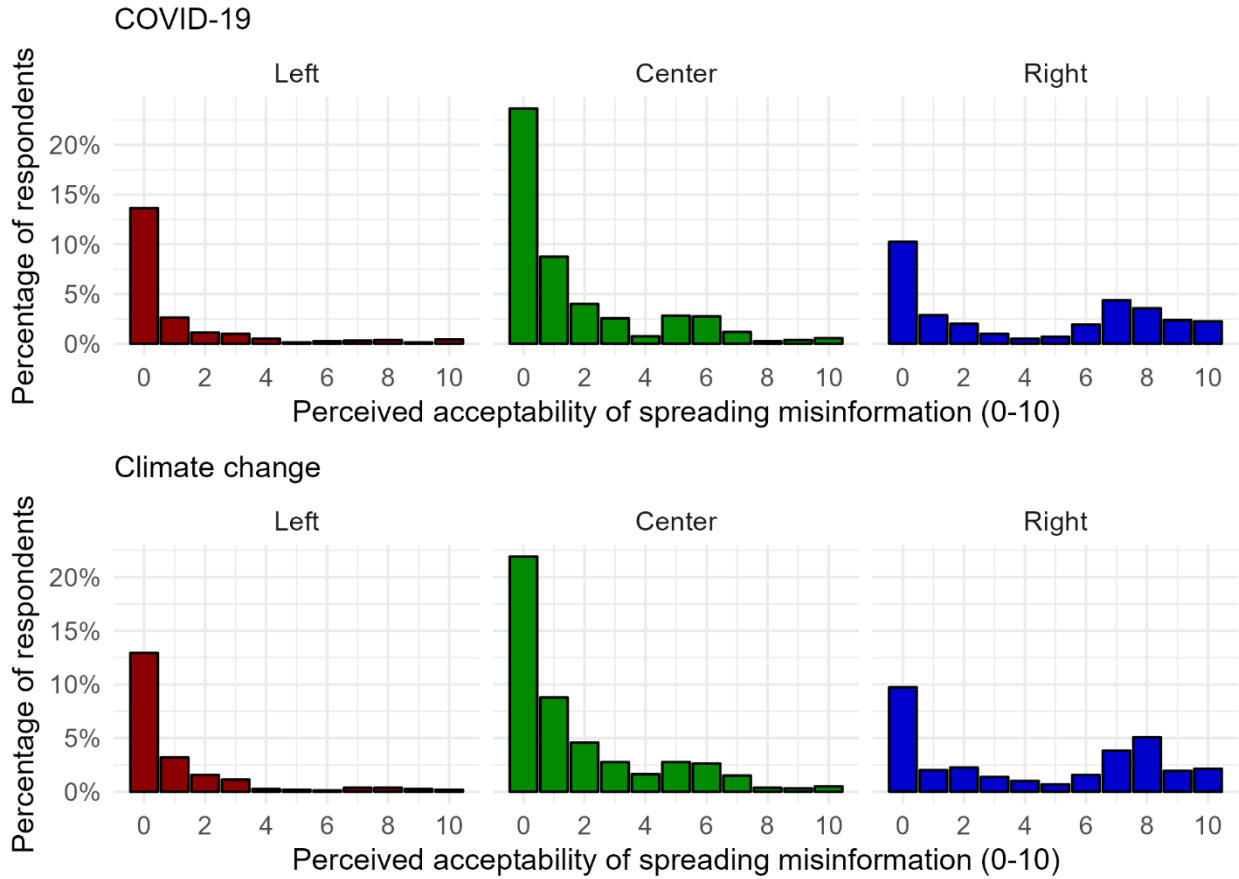 COVID-19
Left Center Right
Percentage of respondents
20%
15%
10%
5%
0%
0 2 4 6 8 10 0 2 4 6 8 10 0 2 4 6 8 10
Perceived acceptability of spreading misinformation (0-10)
Climate change
Left Center Right
Percentage of respondents
20%
15%
10%
5%
0%
0 2 4 6 8 10 0 2 4 6 8 10 0 2 4 6 8 10
Perceived acceptability of spreading misinformation (0-10)